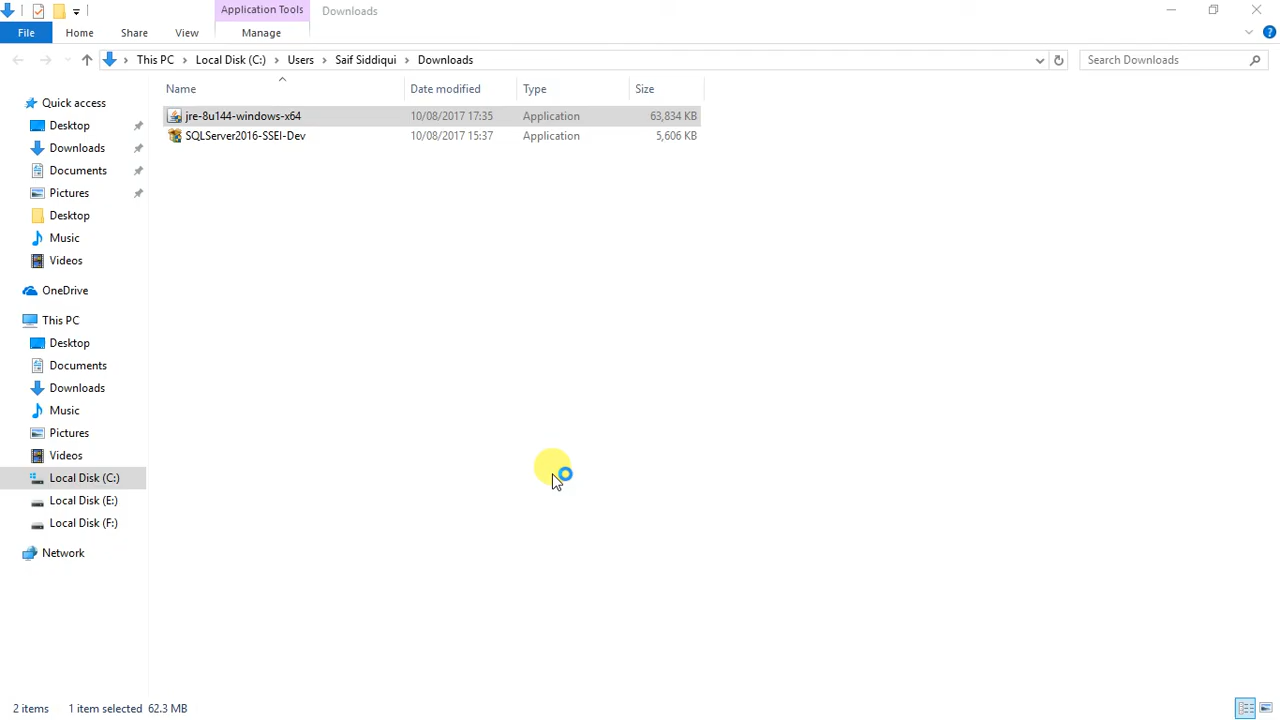 Application Tools Downloads
File Home Share View Manage
This PC Local Disk (C:) Users Saif Siddiqui Downloads Search Downloads
Name Date modified Type Size
Quick access
Desktop
Downloads
Documents
Pictures
Desktop
Music
Videos
OneDrive
This PC
Desktop
Documents
Downloads
Music
Pictures
Videos
Local Disk (C:)
Local Disk (E:)
Local Disk (F:)
Network
jre-8u144-windows-x64 10/08/2017 17:35 Application 63,834 KB
SQLServer2016-SSEI-Dev 10/08/2017 15:37 Application 5,606 KB
2 items 1 item selected 62.3 MB